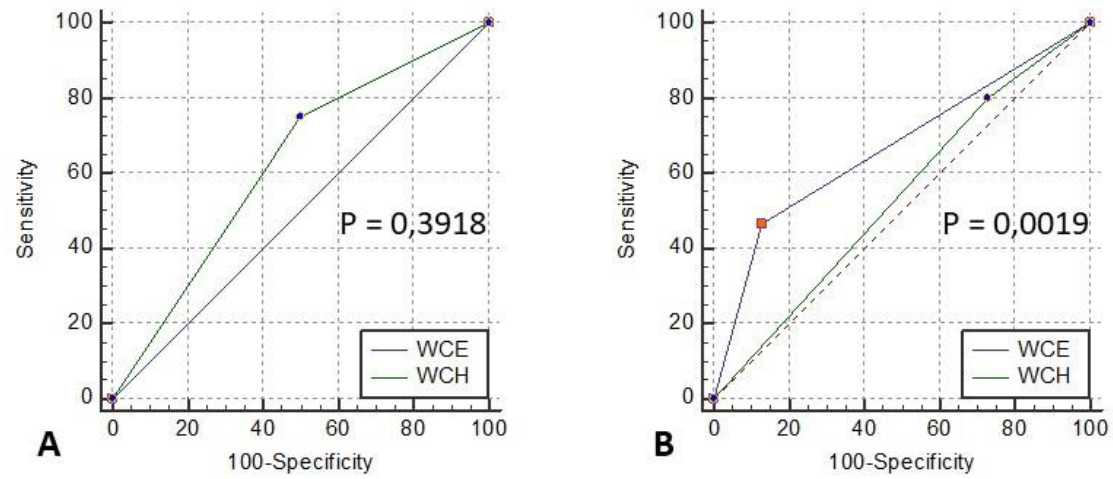 100
80
60
40
20
0
Sensitivity
P = 0,3918
WCE
WCH
0 20 40 60 80 100
100-Specificity
A
100
80
60
40
20
0
Sensitivity
P = 0,0019
WCE
WCH
0 20 40 60 80 100
100-Specificity
B